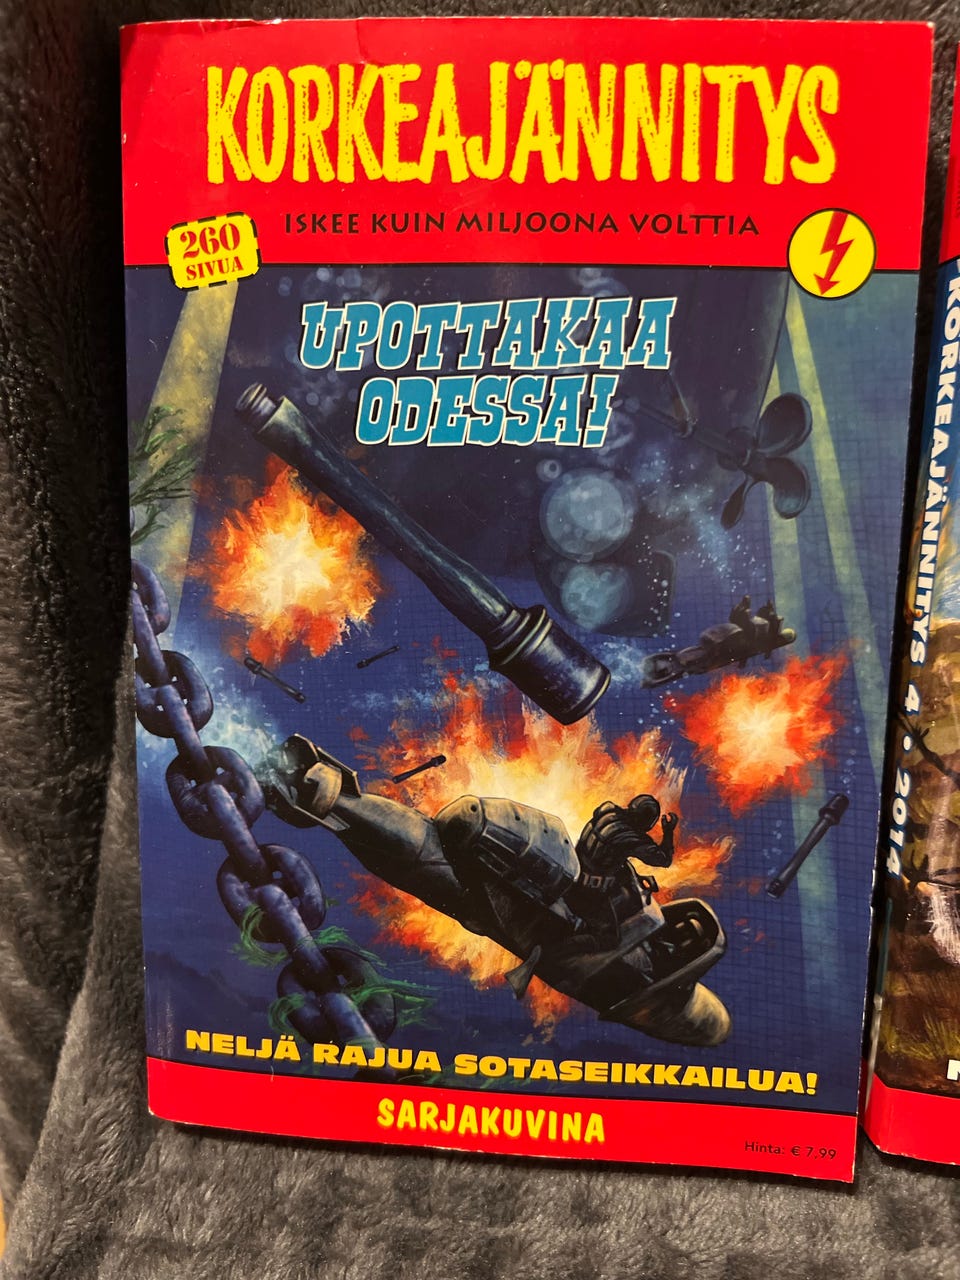 KORKEAJÄNNITYS
ISKEE KUIN MILJOONA VOLTTIA
260
SIVUA
UPOTTAKAA
ODESSA!
NELJÄ RAJUA SOTASEIKKAILUA!
SARJAKUVINA
Hinta: € 7.99
KORKEAJÄNNITYS 4 • 2014